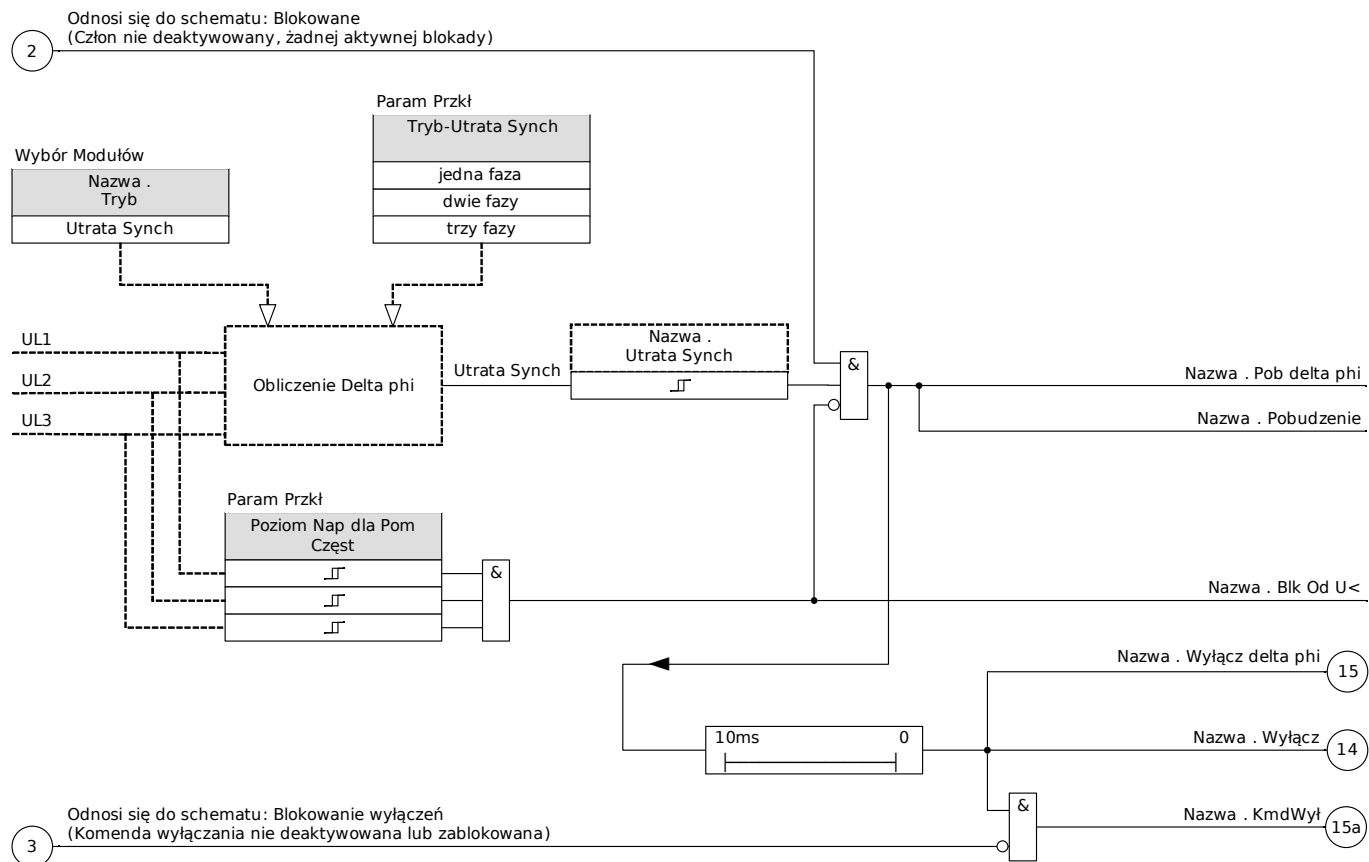 Odnosi się do schematu: Blokowane
(Człon nie deaktywowany, żadnej aktywnej blokady)
2
Param Przkł
Tryb-Utrata Synch
jedna faza
dwie fazy
trzy fazy
Wybór Modułów
Nazwa .
Tryb
Utrata Synch
UL1
UL2
UL3
Obliczenie Delta phi
Utrata Synch
Nazwa .
Utrata Synch
&
Nazwa . Pob delta phi
Nazwa . Pobudzenie
Param Przkł
Poziom Nap dla Pom
Częst
&
Nazwa . Blk Od U<
Nazwa . Wyłącz delta phi
15
10ms 0
Nazwa . Wyłącz
14
Odnosi się do schematu: Blokowanie wyłączeń
(Komenda wyłączania nie deaktywowana lub zablokowana)
3
&
Nazwa . KmdWył
15a